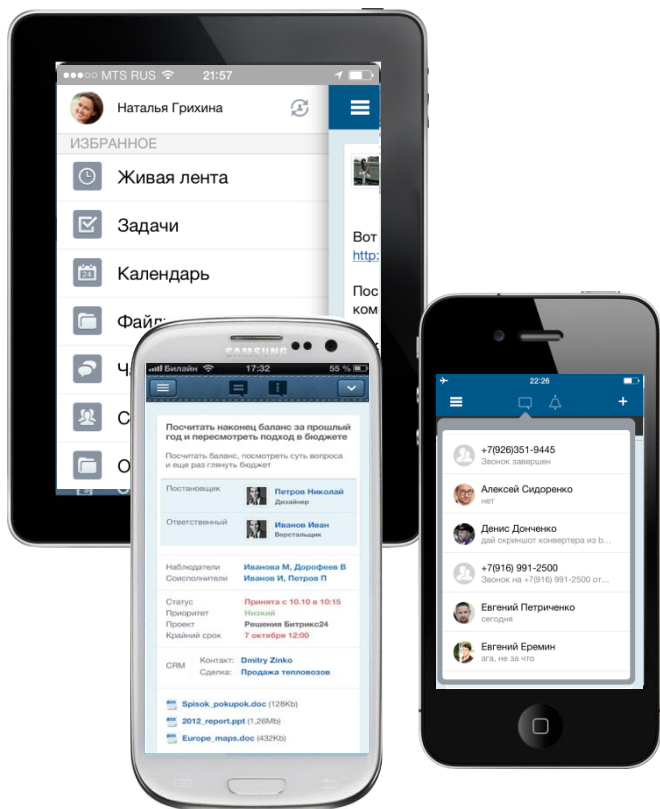 MTS RUS 21:57
Наталья Грихина
ИЗБРАННОЕ
Живая лента
Задачи
24
Календарь
Вот
http:
Пос
ком
SAMSUNG
Билайн 17:32 55 %
Посчитать наконец баланс за прошлый
год и пересмотреть подход в бюджете
Посчитать баланс, посмотреть суть вопроса
и еще раз глянуть бюджет
Постановщик Петров Николай
Дизайнер
Ответственный Иванов Иван
Верстальщик
Наблюдатели Иванова М, Дорофеев В
Соисполнители Иванов И, Петров П
Статус Принята с 10.10 в 10:15
Приоритет Низкий
Проект Решения Битрикс24
Крайний срок 7 октября 12:00
CRM
Контакт: Dmitry Zinko
Сделка: Продажа тепловозов
Spisok_pokupok.doc (128Kb)
2012_report.ppt (1,26Mb)
Europe_maps.doc (432Kb)
22:26
+7(926)351-9445
Звонок завершен
Алексей Сидоренко
нет
Денис Донченко
дай скриншот конвертера из b...
+7(916) 991-2500
Звонок на +7(916) 991-2500 от...
Евгений Петриченко
сегодня
Евгений Еремин
ага, не за что